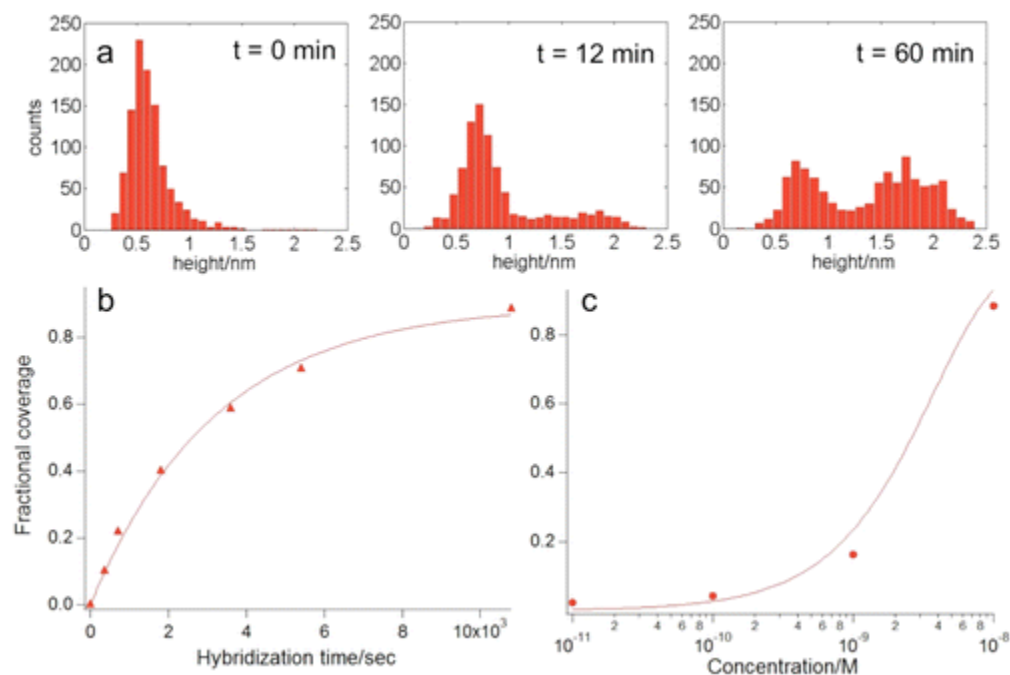 a
t = 0 min
t = 12 min
t = 60 min
250
200
150
100
50
0
counts
0 0.5 1 1.5 2 2.5
height/nm
250
200
150
100
50
0
0 0.5 1 1.5 2 2.5
height/nm
250
200
150
100
50
0
0 0.5 1 1.5 2 2.5
height/nm
b
0.8
0.6
0.4
0.2
0.0
Fractional coverage
0 2 4 6 8 10x10³
Hybridization time/sec
c
0.8
0.6
0.4
0.2
10⁻¹¹ 2 4 6 8 10⁻¹⁰ 2 4 6 8 10⁻⁹ 2 4 6 8 10⁻⁸
Concentration/M